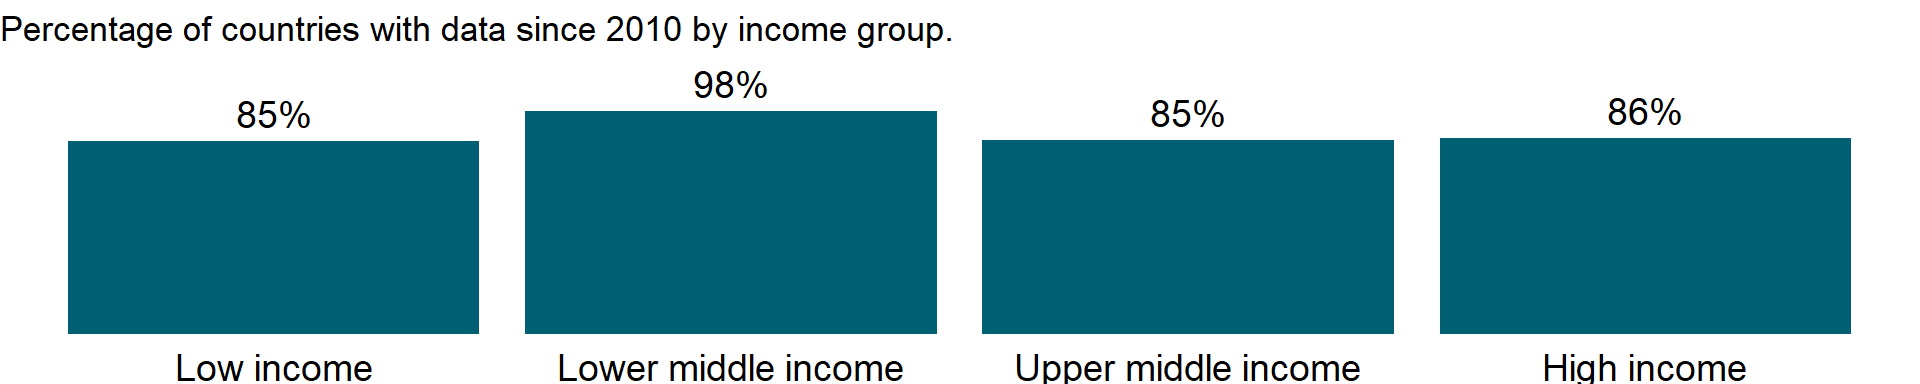 Percentage of countries with data since 2010 by income group.
85%
98%
85%
86%
Low income
Lower middle income
Upper middle income
High income